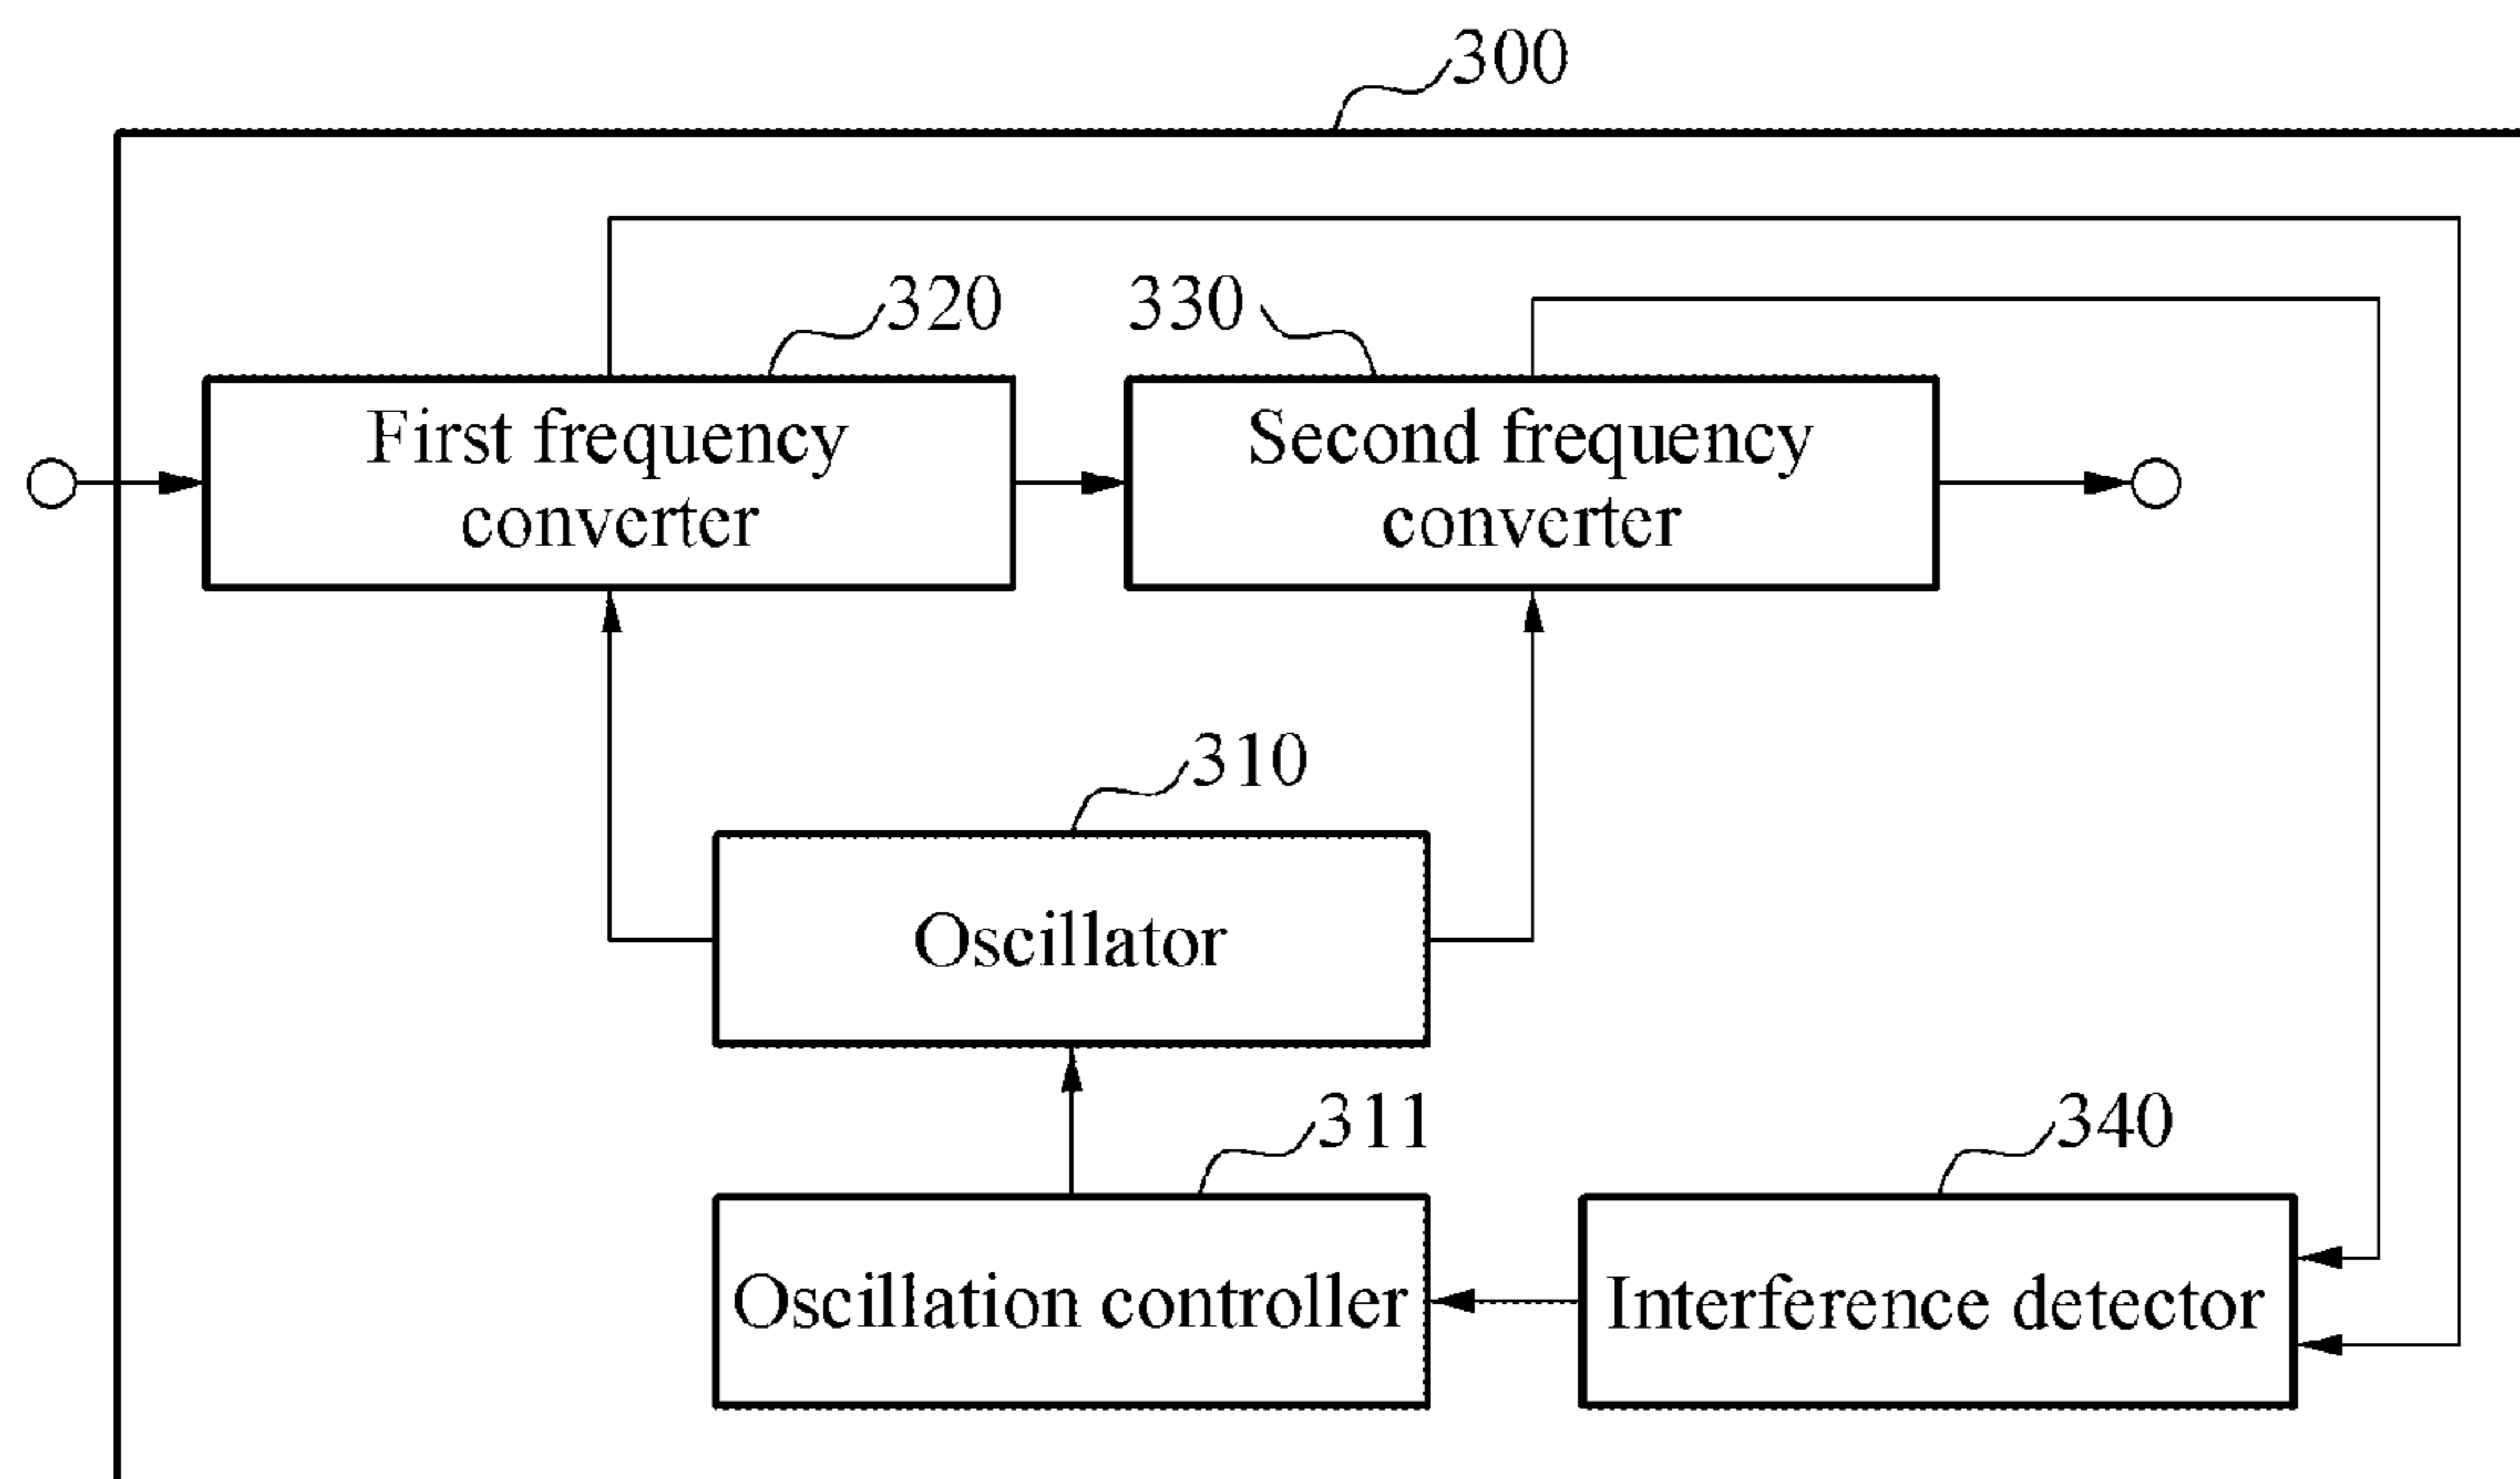 300
320
330
First frequency
converter
Second frequency
converter
310
Oscillator
311
340
Oscillation controller
Interference detector